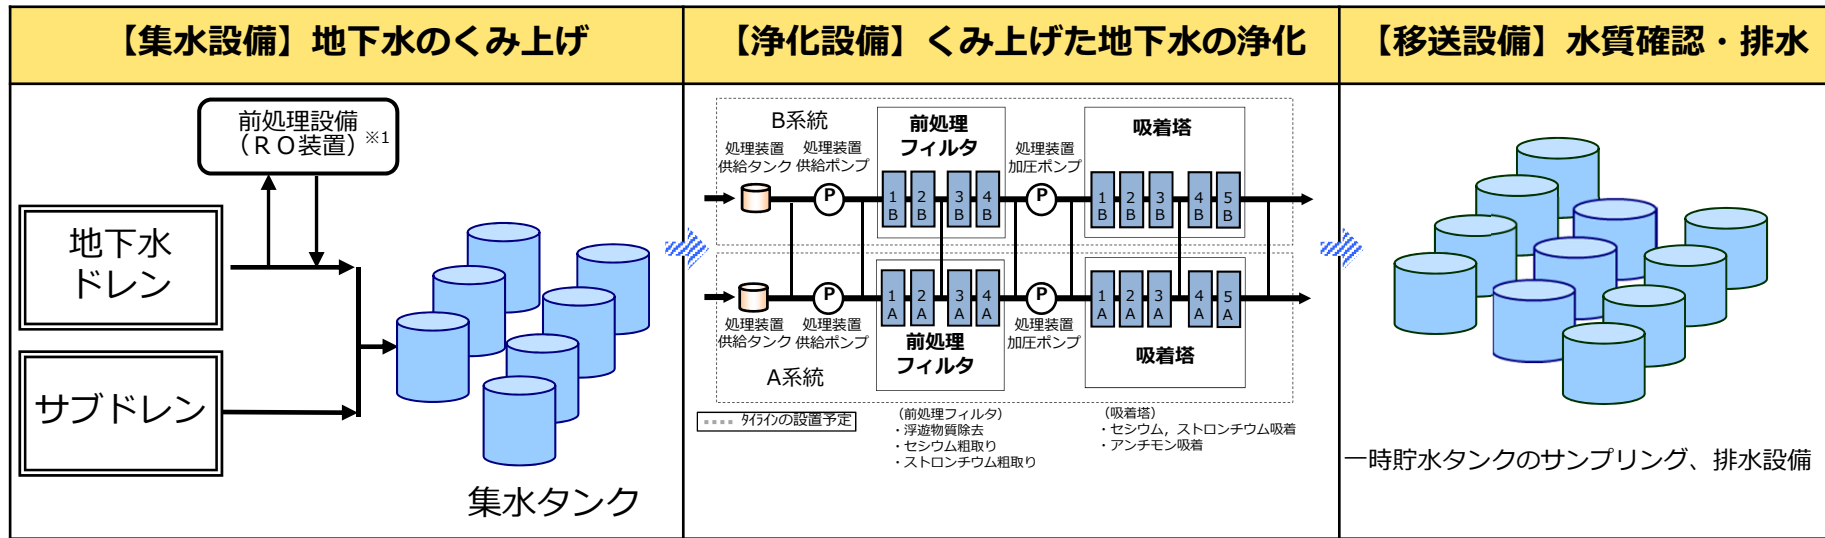 【集水設備】地下水のくみ上げ
【浄化設備】くみ上げた地下水の浄化
【移送設備】水質確認・排水
前処理設備
（ＲＯ装置）※1
地下水
ドレン
サブドレン
集水タンク
B系統
処理装置
供給タンク
処理装置
供給ポンプ
前処理
フィルタ
処理装置
加圧ポンプ
吸着塔
P
1B
2B
3B
4B
P
1B
2B
3B
4B
5B
P
1A
2A
3A
4A
P
1A
2A
3A
4A
5A
処理装置
供給タンク
処理装置
供給ポンプ
前処理
フィルタ
処理装置
加圧ポンプ
吸着塔
A系統
ﾀｲﾗｲﾝの設置予定
（前処理フィルタ）
・浮遊物質除去
・セシウム粗取り
・ストロンチウム粗取り
（吸着塔）
・セシウム，ストロンチウム吸着
・アンチモン吸着
一時貯水タンクのサンプリング、排水設備